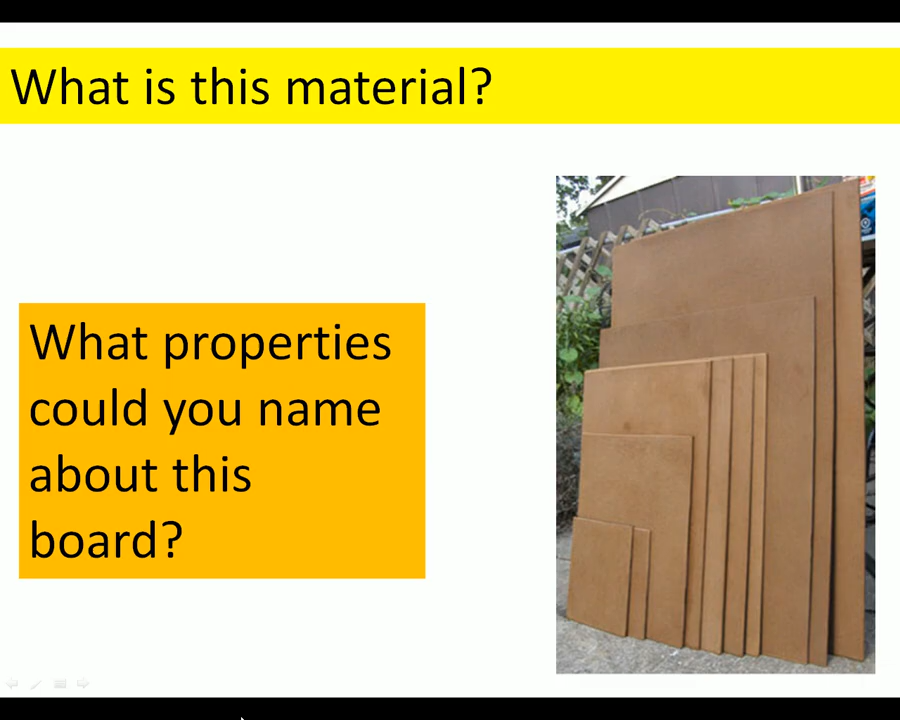 What is this material?
What properties
could you name
about this
board?